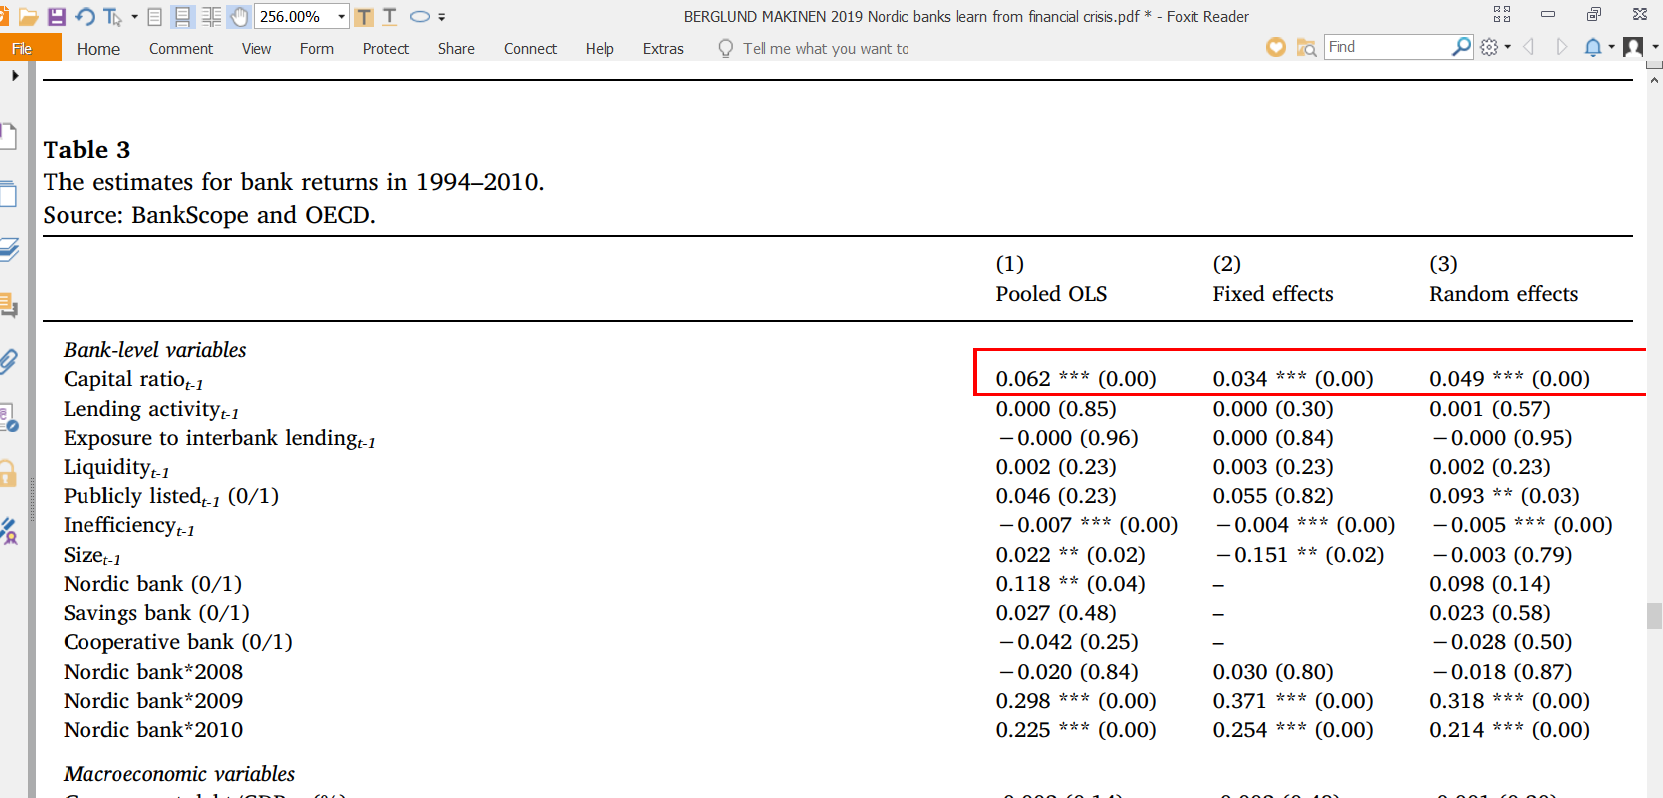 256.00%
BERGLUND MAKINEN 2019 Nordic banks learn from financial crisis.pdf * - Foxit Reader
File Home Comment View Form Protect Share Connect Help Extras Tell me what you want to Find
Table 3
The estimates for bank returns in 1994–2010.
Source: BankScope and OECD.
(1) (2) (3)
Pooled OLS Fixed effects Random effects
Bank-level variables
Capital ratio t-1 0.062 *** (0.00) 0.034 *** (0.00) 0.049 *** (0.00)
Lending activity t-1 0.000 (0.85) 0.000 (0.30) 0.001 (0.57)
Exposure to interbank lending t-1 −0.000 (0.96) 0.000 (0.84) −0.000 (0.95)
Liquidity t-1 0.002 (0.23) 0.003 (0.23) 0.002 (0.23)
Publicly listed t-1 (0/1) 0.046 (0.23) 0.055 (0.82) 0.093 ** (0.03)
Inefficiency t-1 −0.007 *** (0.00) −0.004 *** (0.00) −0.005 *** (0.00)
Size t-1 0.022 ** (0.02) −0.151 ** (0.02) −0.003 (0.79)
Nordic bank (0/1) 0.118 ** (0.04) – 0.098 (0.14)
Savings bank (0/1) 0.027 (0.48) – 0.023 (0.58)
Cooperative bank (0/1) −0.042 (0.25) – −0.028 (0.50)
Nordic bank*2008 −0.020 (0.84) 0.030 (0.80) −0.018 (0.87)
Nordic bank*2009 0.298 *** (0.00) 0.371 *** (0.00) 0.318 *** (0.00)
Nordic bank*2010 0.225 *** (0.00) 0.254 *** (0.00) 0.214 *** (0.00)
Macroeconomic variables